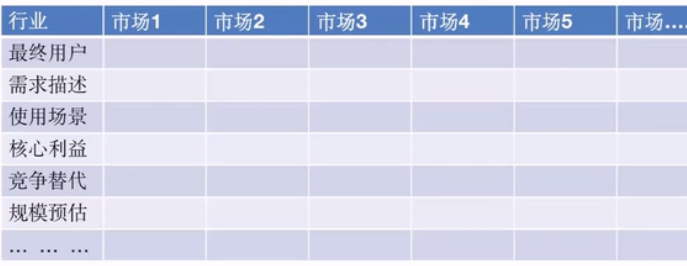 行业 市场1 市场2 市场3 市场4 市场5 市场....
最终用户
需求描述
使用场景
核心利益
竞争替代
规模预估
... ... ...